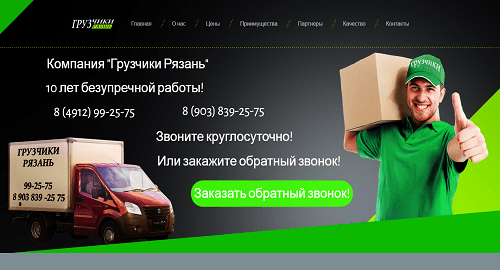 ГРУЗЧИКИ
Главная / О нас / Цены / Преимущества / Партнеры / Качество / Контакты
Компания "Грузчики Рязань"
10 лет безупречной работы!
8 (4912) 99-25-75 8 (903) 839-25-75
Звоните круглосуточно!
Или закажите обратный звонок!
Заказать обратный звонок!
ГРУЗЧИКИ
РЯЗАНЬ
99-25-75
8 903 839 -25 75
грузчики